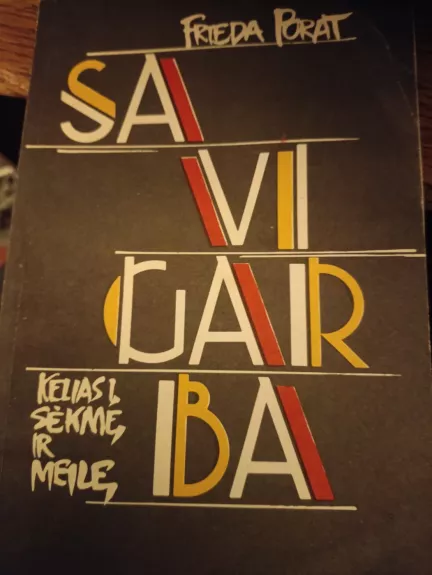 FRIEDA PORAT
SA
VI
GAR
BA
KELIAS Į
SĖKMĘ
IR
MEILĘ